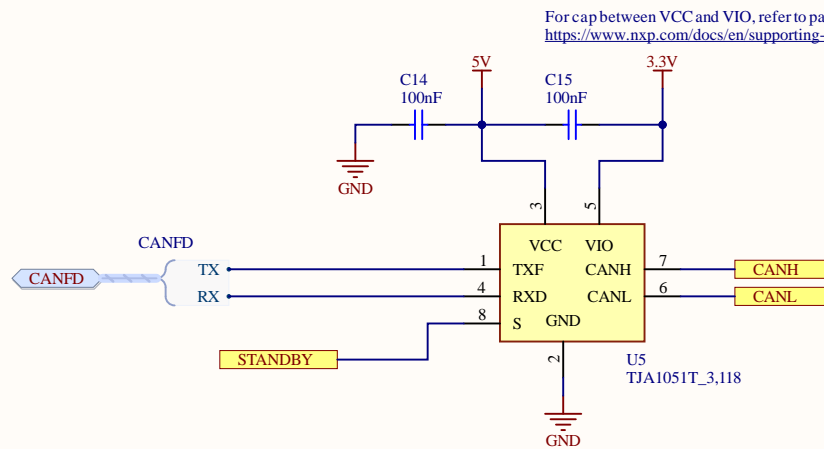 For cap between VCC and VIO, refer to pa
https://www.nxp.com/docs/en/supporting-
5V
3.3V
C14
100nF
C15
100nF
GND
3
5
CANFD
VCC
VIO
CANFD
TX
1
TXF
CANH
7
CANH
RX
4
RXD
CANL
6
CANL
8
S
GND
STANDBY
2
U5
TJA1051T_3,118
GND